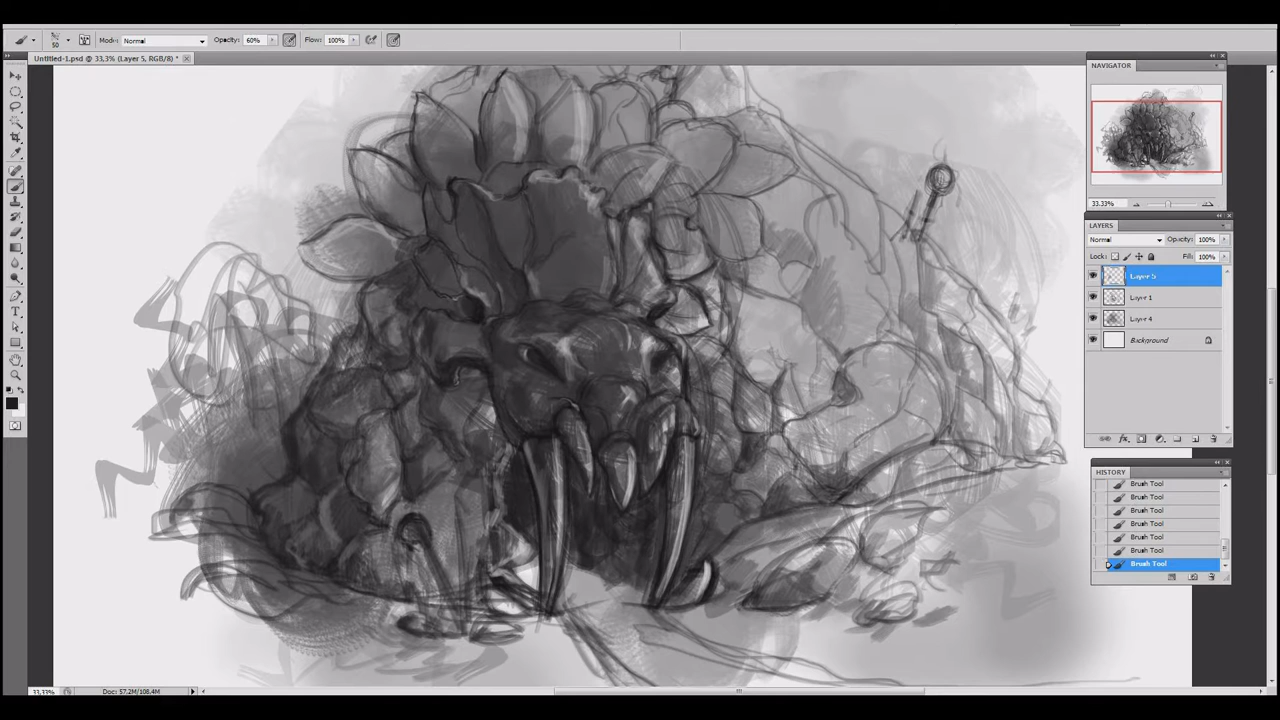 50 Mode: Normal Opacity: 60% Flow: 100%
Untitled-1.psd @ 33,3% (Layer 5, RGB/8) *
NAVIGATOR
33.33%
LAYERS
Normal Opacity: 100%
Lock: Fill: 100%
Layer 5
Layer 1
Layer 4
Background
HISTORY
Brush Tool
Brush Tool
Brush Tool
Brush Tool
Brush Tool
Brush Tool
Brush Tool
33,33% Doc: 57.2M/108.4M